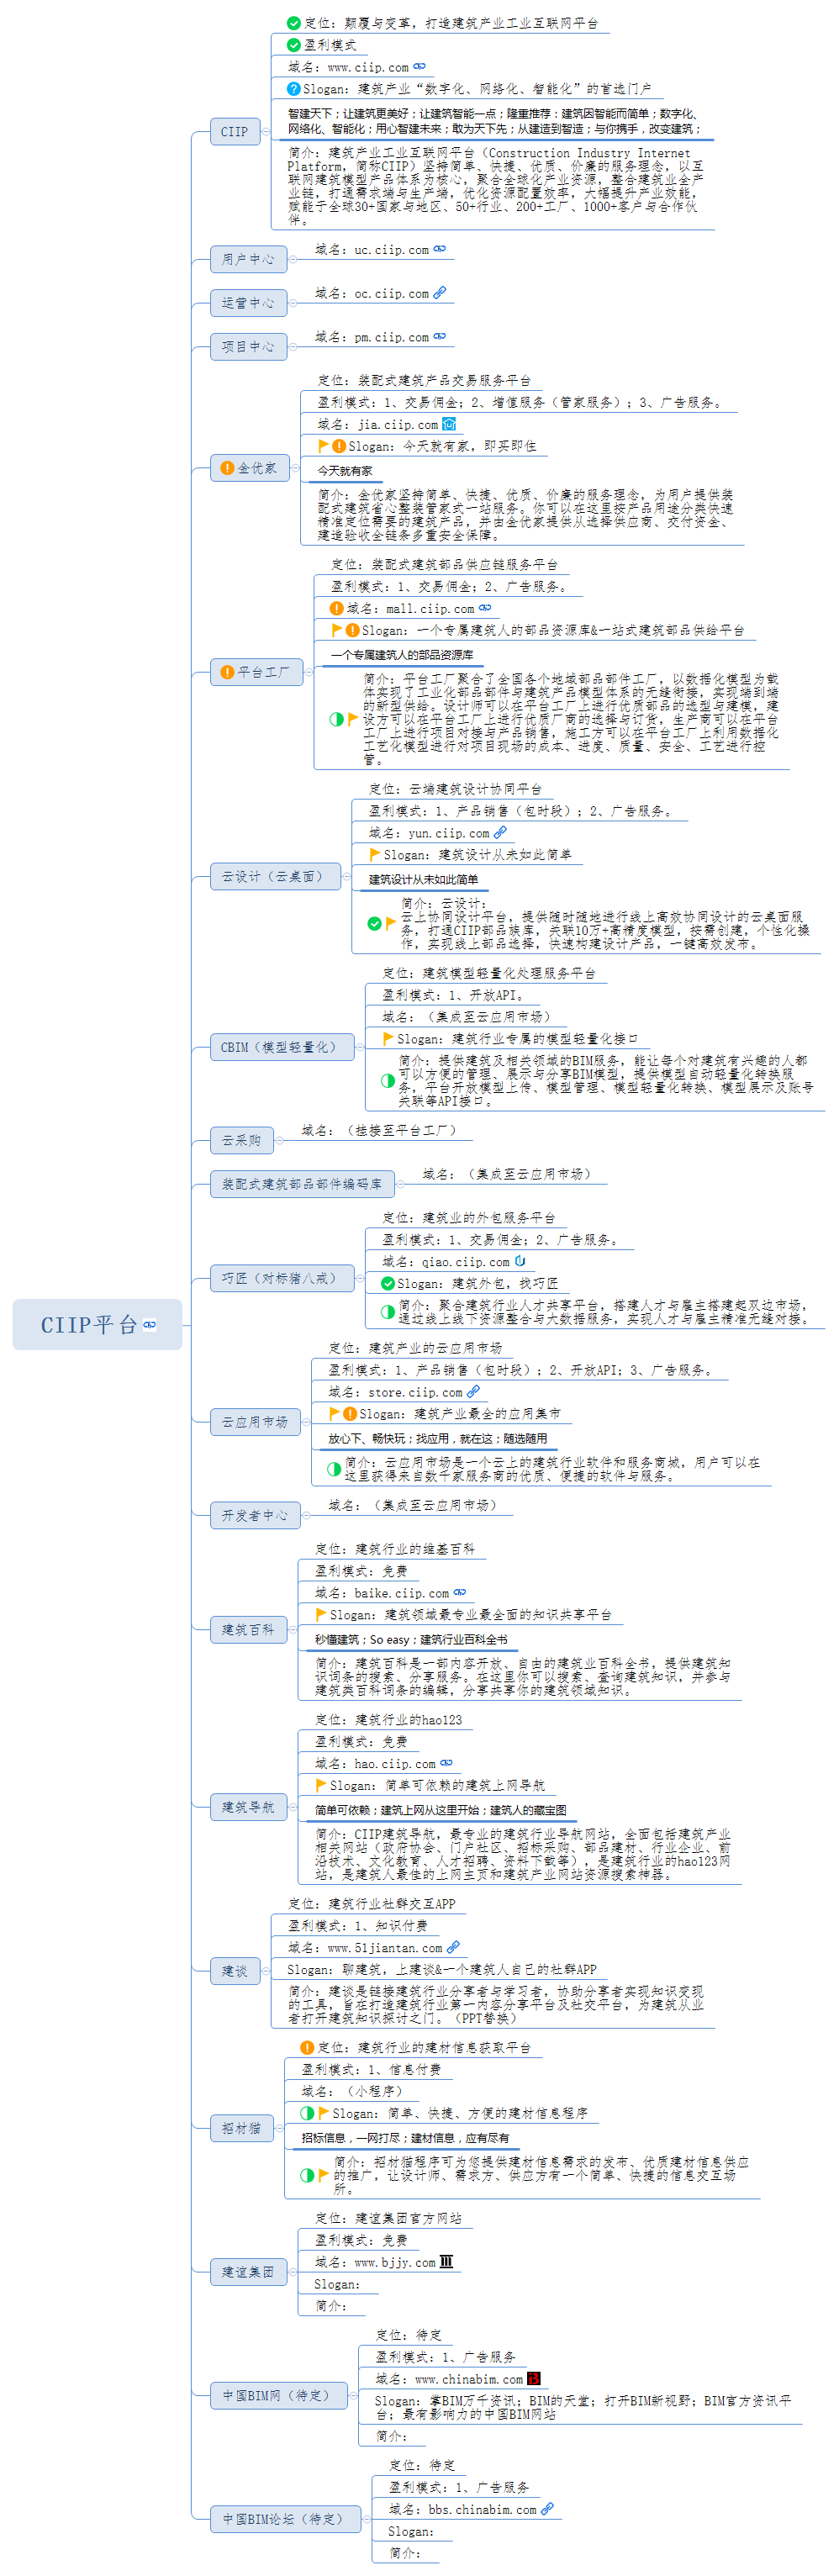 CIIP平台
CIIP
定位：颠覆与变革，打造建筑产业工业互联网平台
盈利模式
域名：www.ciip.com
Slogan：建筑产业“数字化、网络化、智能化”的首选门户
智建天下；让建筑更美好；让建筑智能一点；隆重推荐：建筑因智能而简单；数字化、
网络化、智能化；用心智建未来；敢为天下先；从建造到智造；与你携手，改变建筑；
简介：建筑产业工业互联网平台（Construction Industry Internet
Platform，简称CIIP）坚持简单、快捷、优质、价廉的服务理念，以互
联网建筑模型产品体系为核心，聚合全球化产业资源，整合建筑业全产
业链，打通需求端与生产端，优化资源配置效率，大幅提升产业效能，
赋能于全球30+国家与地区、50+行业、200+工厂、1000+客户与合作伙
伴。
用户中心
域名：uc.ciip.com
运营中心
域名：oc.ciip.com
项目中心
域名：pm.ciip.com
全优家
定位：装配式建筑产品交易服务平台
盈利模式：1、交易佣金；2、增值服务（管家服务）；3、广告服务。
域名：jia.ciip.com
Slogan：今天就有家，即买即住
今天就有家
简介：全优家坚持简单、快捷、优质、价廉的服务理念，为用户提供装
配式建筑省心整装管家式一站服务。你可以在这里按产品用途分类快速
精准定位需要的建筑产品，并由全优家提供从选择供应商、交付资金、
建造验收全链条多重安全保障。
平台工厂
定位：装配式建筑部品供应链服务平台
盈利模式：1、交易佣金；2、广告服务。
域名：mall.ciip.com
Slogan：一个专属建筑人的部品资源库&一站式建筑部品供给平台
一个专属建筑人的部品资源库
简介：平台工厂聚合了全国各个地域部品部件工厂，以数据化模型为载
体实现了工业化部品部件与建筑产品模型体系的无缝衔接，实现端到端
的新型供给。设计师可以在平台工厂上进行优质部品的选型与建模，建
设方可以在平台工厂上进行优质厂商的选择与订货，生产商可以在平台
工厂上进行项目对接与产品销售，施工方可以在平台工厂上利用数据化
工艺化模型进行对项目现场的成本、进度、质量、安全、工艺进行控
管。
云设计（云桌面）
定位：云端建筑设计协同平台
盈利模式：1、产品销售（包时段）；2、广告服务。
域名：yun.ciip.com
Slogan：建筑设计从未如此简单
建筑设计从未如此简单
简介：云设计：
云上协同设计平台，提供随时随地进行线上高效协同设计的云桌面服
务，打通CIIP部品族库，关联10万+高精度模型，按需创建，个性化操
作，实现线上部品选择，快速构建设计产品，一键高效发布。
CBIM（模型轻量化）
定位：建筑模型轻量化处理服务平台
盈利模式：1、开放API。
域名：（集成至云应用市场）
Slogan：建筑行业专属的模型轻量化接口
简介：提供建筑及相关领域的BIM服务，能让每个对建筑有兴趣的人都
可以方便的管理、展示与分享BIM模型，提供模型自动轻量化转换服
务，平台开放模型上传、模型管理、模型轻量化转换、模型展示及账号
关联等API接口。
云采购
域名：（挂接至平台工厂）
装配式建筑部品部件编码库
域名：（集成至云应用市场）
巧匠（对标猪八戒）
定位：建筑业的外包服务平台
盈利模式：1、交易佣金；2、广告服务。
域名：qiao.ciip.com
Slogan：建筑外包，找巧匠
简介：聚合建筑行业人才共享平台，搭建人才与雇主搭建起双边市场，
通过线上线下资源整合与大数据服务，实现人才与雇主精准无缝对接。
云应用市场
定位：建筑产业的云应用市场
盈利模式：1、产品销售（包时段）；2、开放API；3、广告服务。
域名：store.ciip.com
Slogan：建筑产业最全的应用集市
放心下、畅快玩；找应用，就在这；随选随用
简介：云应用市场是一个云上的建筑行业软件和服务商城，用户可以在
这里获得来自数千家服务商的优质、便捷的软件与服务。
开发者中心
域名：（集成至云应用市场）
建筑百科
定位：建筑行业的维基百科
盈利模式：免费
域名：baike.ciip.com
Slogan：建筑领域最专业最全面的知识共享平台
秒懂建筑；So easy；建筑行业百科全书
简介：建筑百科是一部内容开放、自由的建筑业百科全书，提供建筑知
识词条的搜索、分享服务。在这里你可以搜索、查询建筑知识，并参与
建筑类百科词条的编辑，分享共享你的建筑领域知识。
建筑导航
定位：建筑行业的hao123
盈利模式：免费
域名：hao.ciip.com
Slogan：简单可依赖的建筑上网导航
简单可依赖；建筑上网从这里开始；建筑人的藏宝图
简介：CIIP建筑导航，最专业的建筑行业导航网站，全面包括建筑产业
相关网站（政府协会、门户社区、招标采购、部品建材、行业企业、前
沿技术、文化教育、人才招聘、资料下载等），是建筑行业的hao123网
站，是建筑人最佳的上网主页和建筑产业网站资源搜索神器。
建谈
定位：建筑行业社群交互APP
盈利模式：1、知识付费
域名：www.51jiantan.com
Slogan：聊建筑，上建谈&一个建筑人自己的社群APP
简介：建谈是链接建筑行业分享者与学习者，协助分享者实现知识变现
的工具，旨在打造建筑行业第一内容分享平台及社交平台，为建筑从业
者打开建筑知识探讨之门。（PPT替换）
招材猫
定位：建筑行业的建材信息获取平台
盈利模式：1、信息付费
域名：（小程序）
Slogan：简单、快捷、方便的建材信息程序
招标信息，一网打尽；建材信息，应有尽有
简介：招材猫程序可为您提供建材信息需求的发布、优质建材信息供应
的推广，让设计师、需求方、供应方有一个简单、快捷的信息交互场
所。
建谊集团
定位：建谊集团官方网站
盈利模式：免费
域名：www.bjjy.com
Slogan：
简介：
中国BIM网（待定）
定位：待定
盈利模式：1、广告服务
域名：www.chinabim.com
Slogan：掌BIM万千资讯；BIM的天堂；打开BIM新视野；BIM官方资讯平
台；最有影响力的中国BIM网站
简介：
中国BIM论坛（待定）
定位：待定
盈利模式：1、广告服务
域名：bbs.chinabim.com
Slogan：
简介：